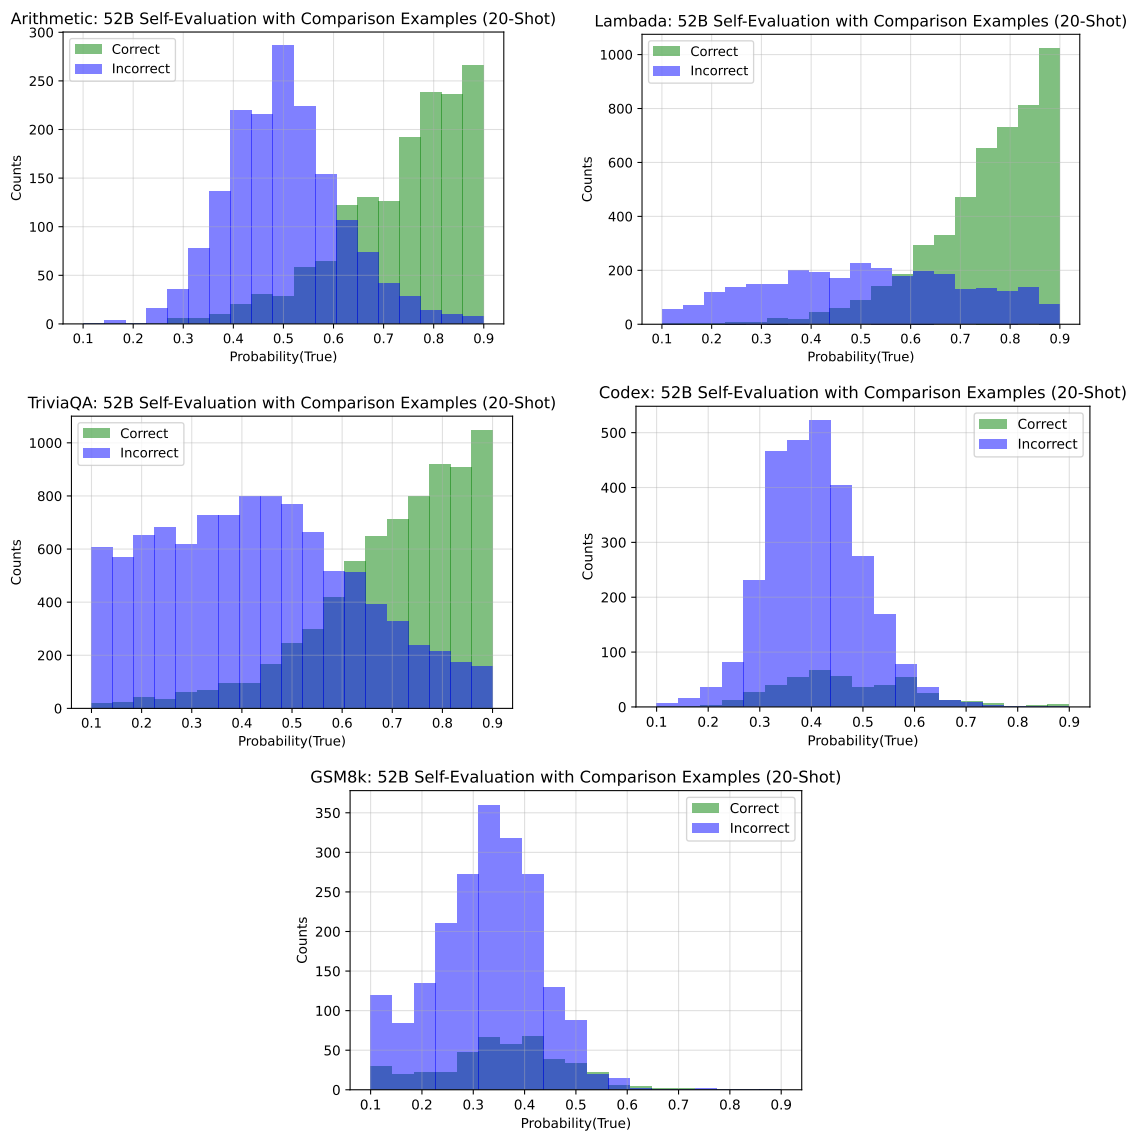 Arithmetic: 52B Self-Evaluation with Comparison Examples (20-Shot)
Correct
Incorrect
Counts
300
250
200
150
100
50
0
0.1 0.2 0.3 0.4 0.5 0.6 0.7 0.8 0.9
Probability(True)
Lambada: 52B Self-Evaluation with Comparison Examples (20-Shot)
Correct
Incorrect
Counts
1000
800
600
400
200
0
0.1 0.2 0.3 0.4 0.5 0.6 0.7 0.8 0.9
Probability(True)
TriviaQA: 52B Self-Evaluation with Comparison Examples (20-Shot)
Correct
Incorrect
Counts
1000
800
600
400
200
0
0.1 0.2 0.3 0.4 0.5 0.6 0.7 0.8 0.9
Probability(True)
Codex: 52B Self-Evaluation with Comparison Examples (20-Shot)
Correct
Incorrect
Counts
500
400
300
200
100
0
0.1 0.2 0.3 0.4 0.5 0.6 0.7 0.8 0.9
Probability(True)
GSM8k: 52B Self-Evaluation with Comparison Examples (20-Shot)
Correct
Incorrect
Counts
350
300
250
200
150
100
50
0
0.1 0.2 0.3 0.4 0.5 0.6 0.7 0.8 0.9
Probability(True)